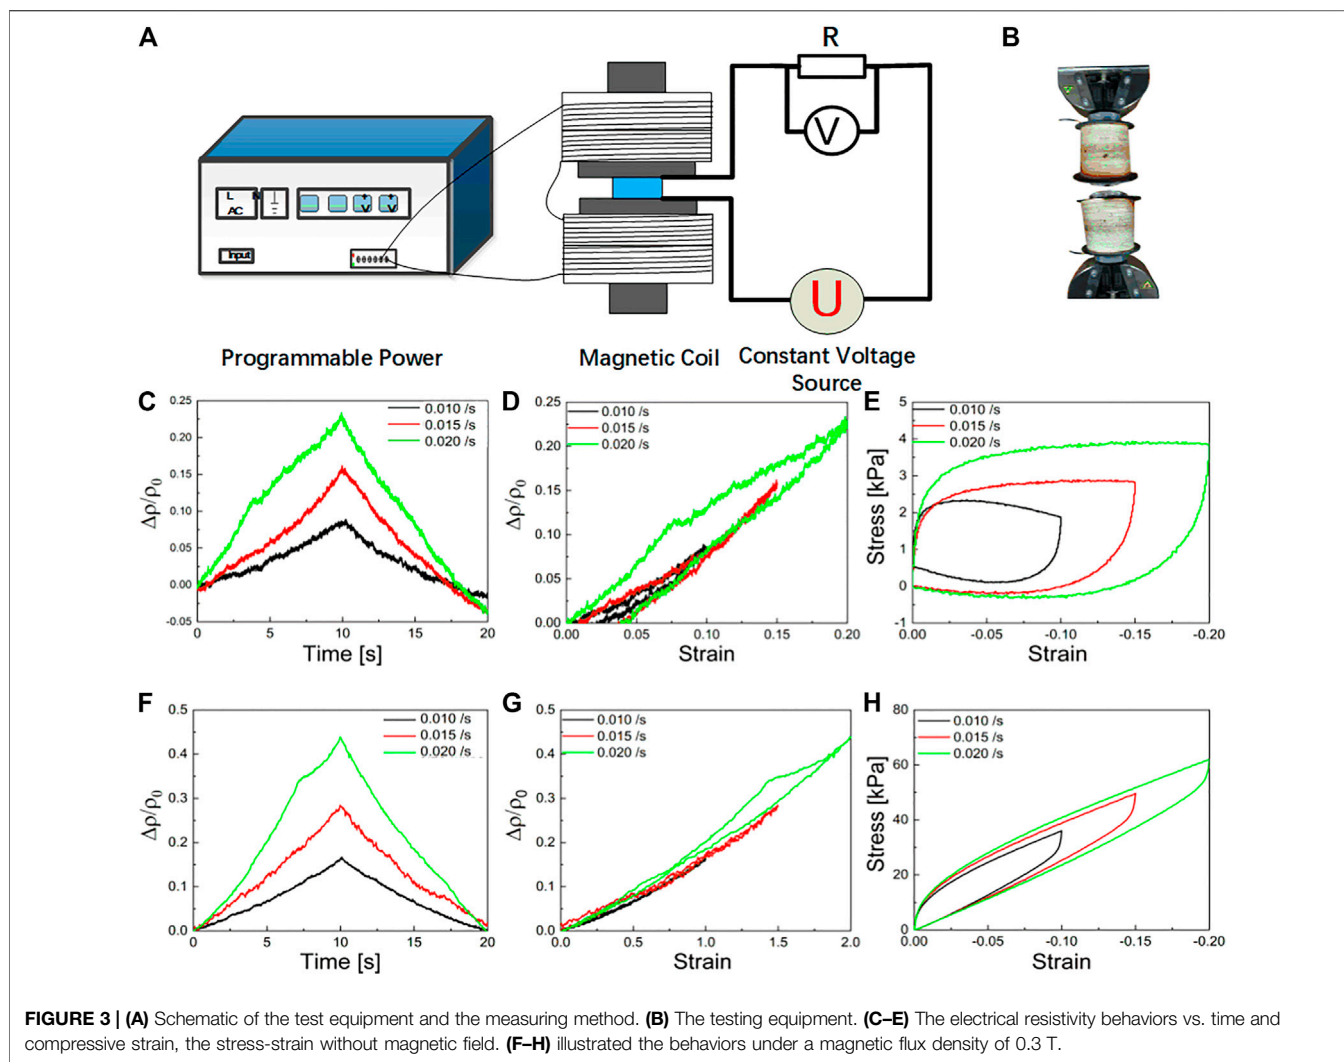 A
R
B
V
L N
AC
+ +
V V
Input
U
Programmable Power
Magnetic Coil
Constant Voltage
Source
C
0.25
0.20
0.15
0.10
0.05
0.00
-0.05
Δρ/ρ0
0.010 /s
0.015 /s
0.020 /s
0 5 10 15 20
Time [s]
D
0.25
0.20
0.15
0.10
0.05
0.00
Δρ/ρ0
0.010 /s
0.015 /s
0.020 /s
0.00 0.05 0.10 0.15 0.20
Strain
E
5
4
3
2
1
0
-1
Stress [kPa]
0.010 /s
0.015 /s
0.020 /s
0.00 -0.05 -0.10 -0.15 -0.20
Strain
F
0.5
0.4
0.3
0.2
0.1
0.0
Δρ/ρ0
0.010 /s
0.015 /s
0.020 /s
0 5 10 15 20
Time [s]
G
0.5
0.4
0.3
0.2
0.1
0.0
Δρ/ρ0
0.010 /s
0.015 /s
0.020 /s
0.0 0.5 1.0 1.5 2.0
Strain
H
80
60
40
20
0
Stress [kPa]
0.010 /s
0.015 /s
0.020 /s
0.00 -0.05 -0.10 -0.15 -0.20
Strain
FIGURE 3 | (A) Schematic of the test equipment and the measuring method. (B) The testing equipment. (C–E) The electrical resistivity behaviors vs. time and
compressive strain, the stress-strain without magnetic field. (F–H) illustrated the behaviors under a magnetic flux density of 0.3 T.